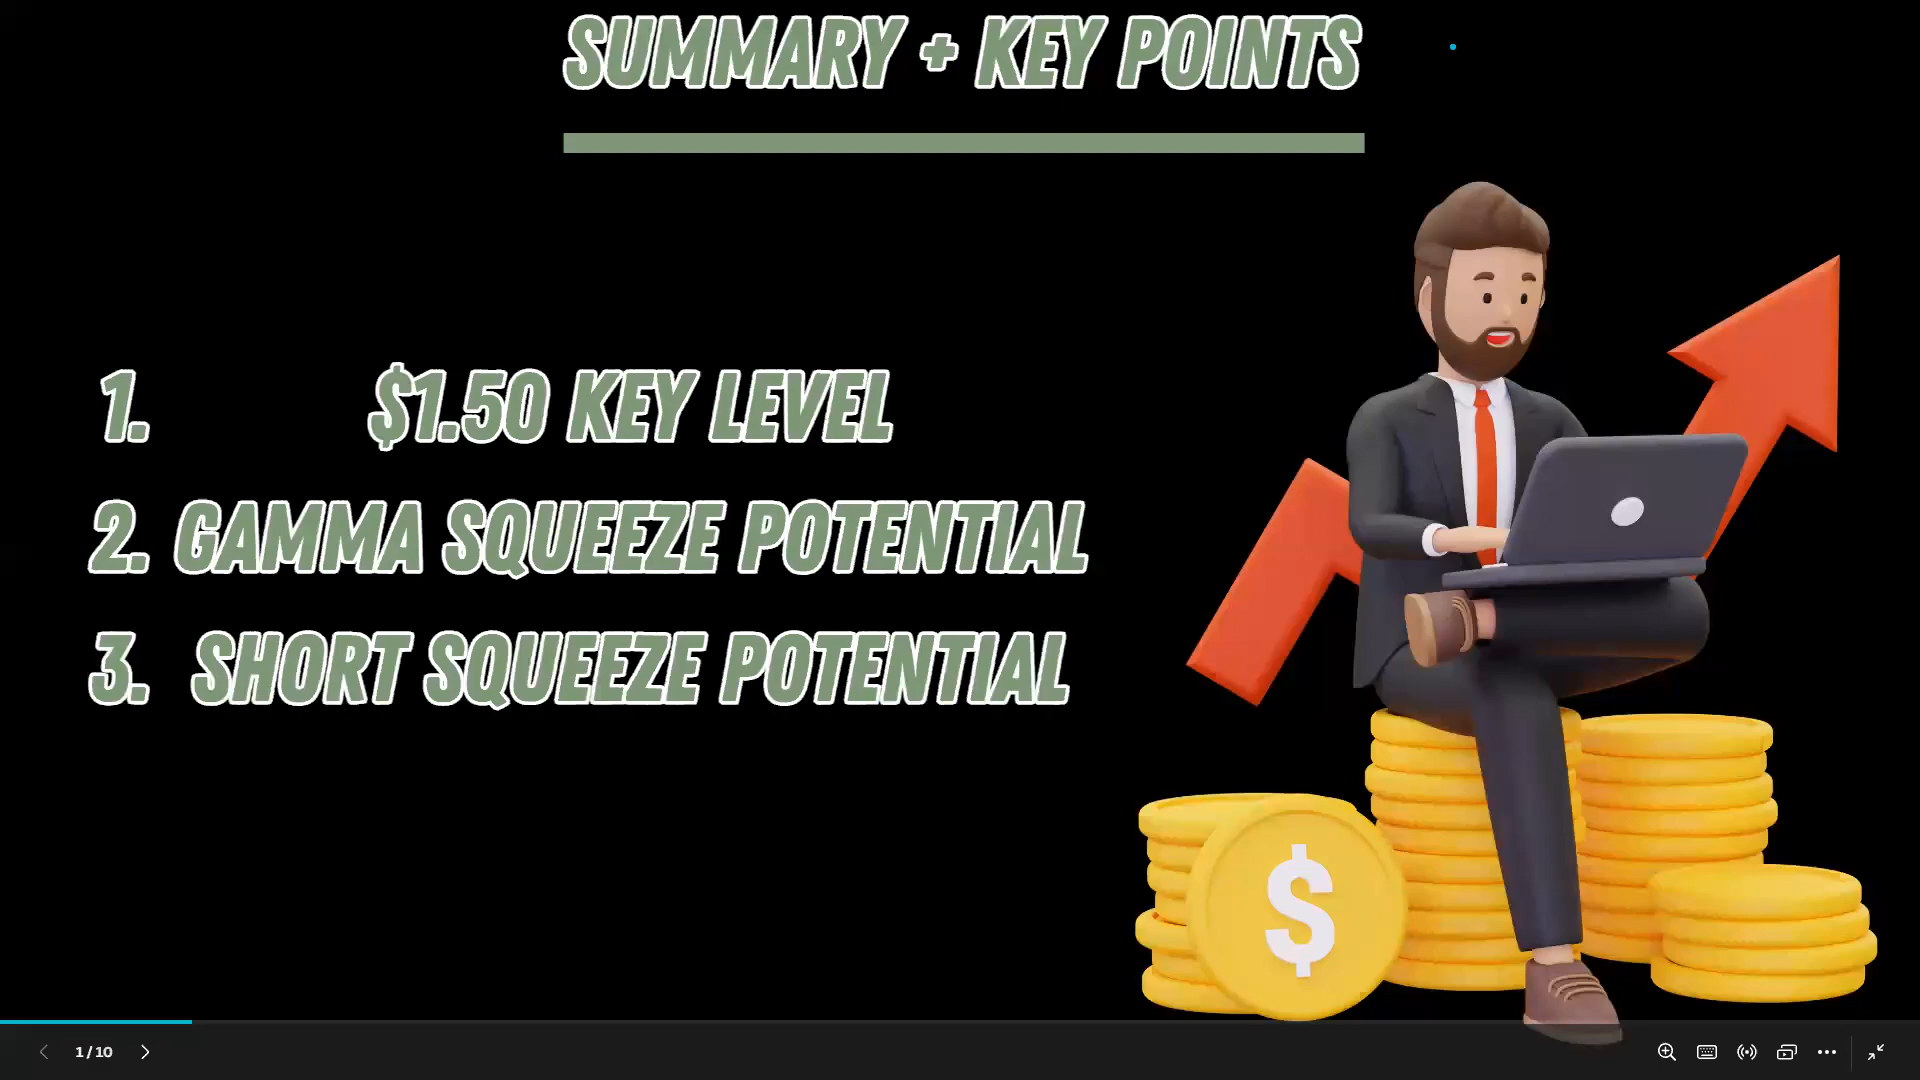 SUMMARY + KEY POINTS
1. $1.50 KEY LEVEL
2. GAMMA SQUEEZE POTENTIAL
3. SHORT SQUEEZE POTENTIAL
$
1 / 10